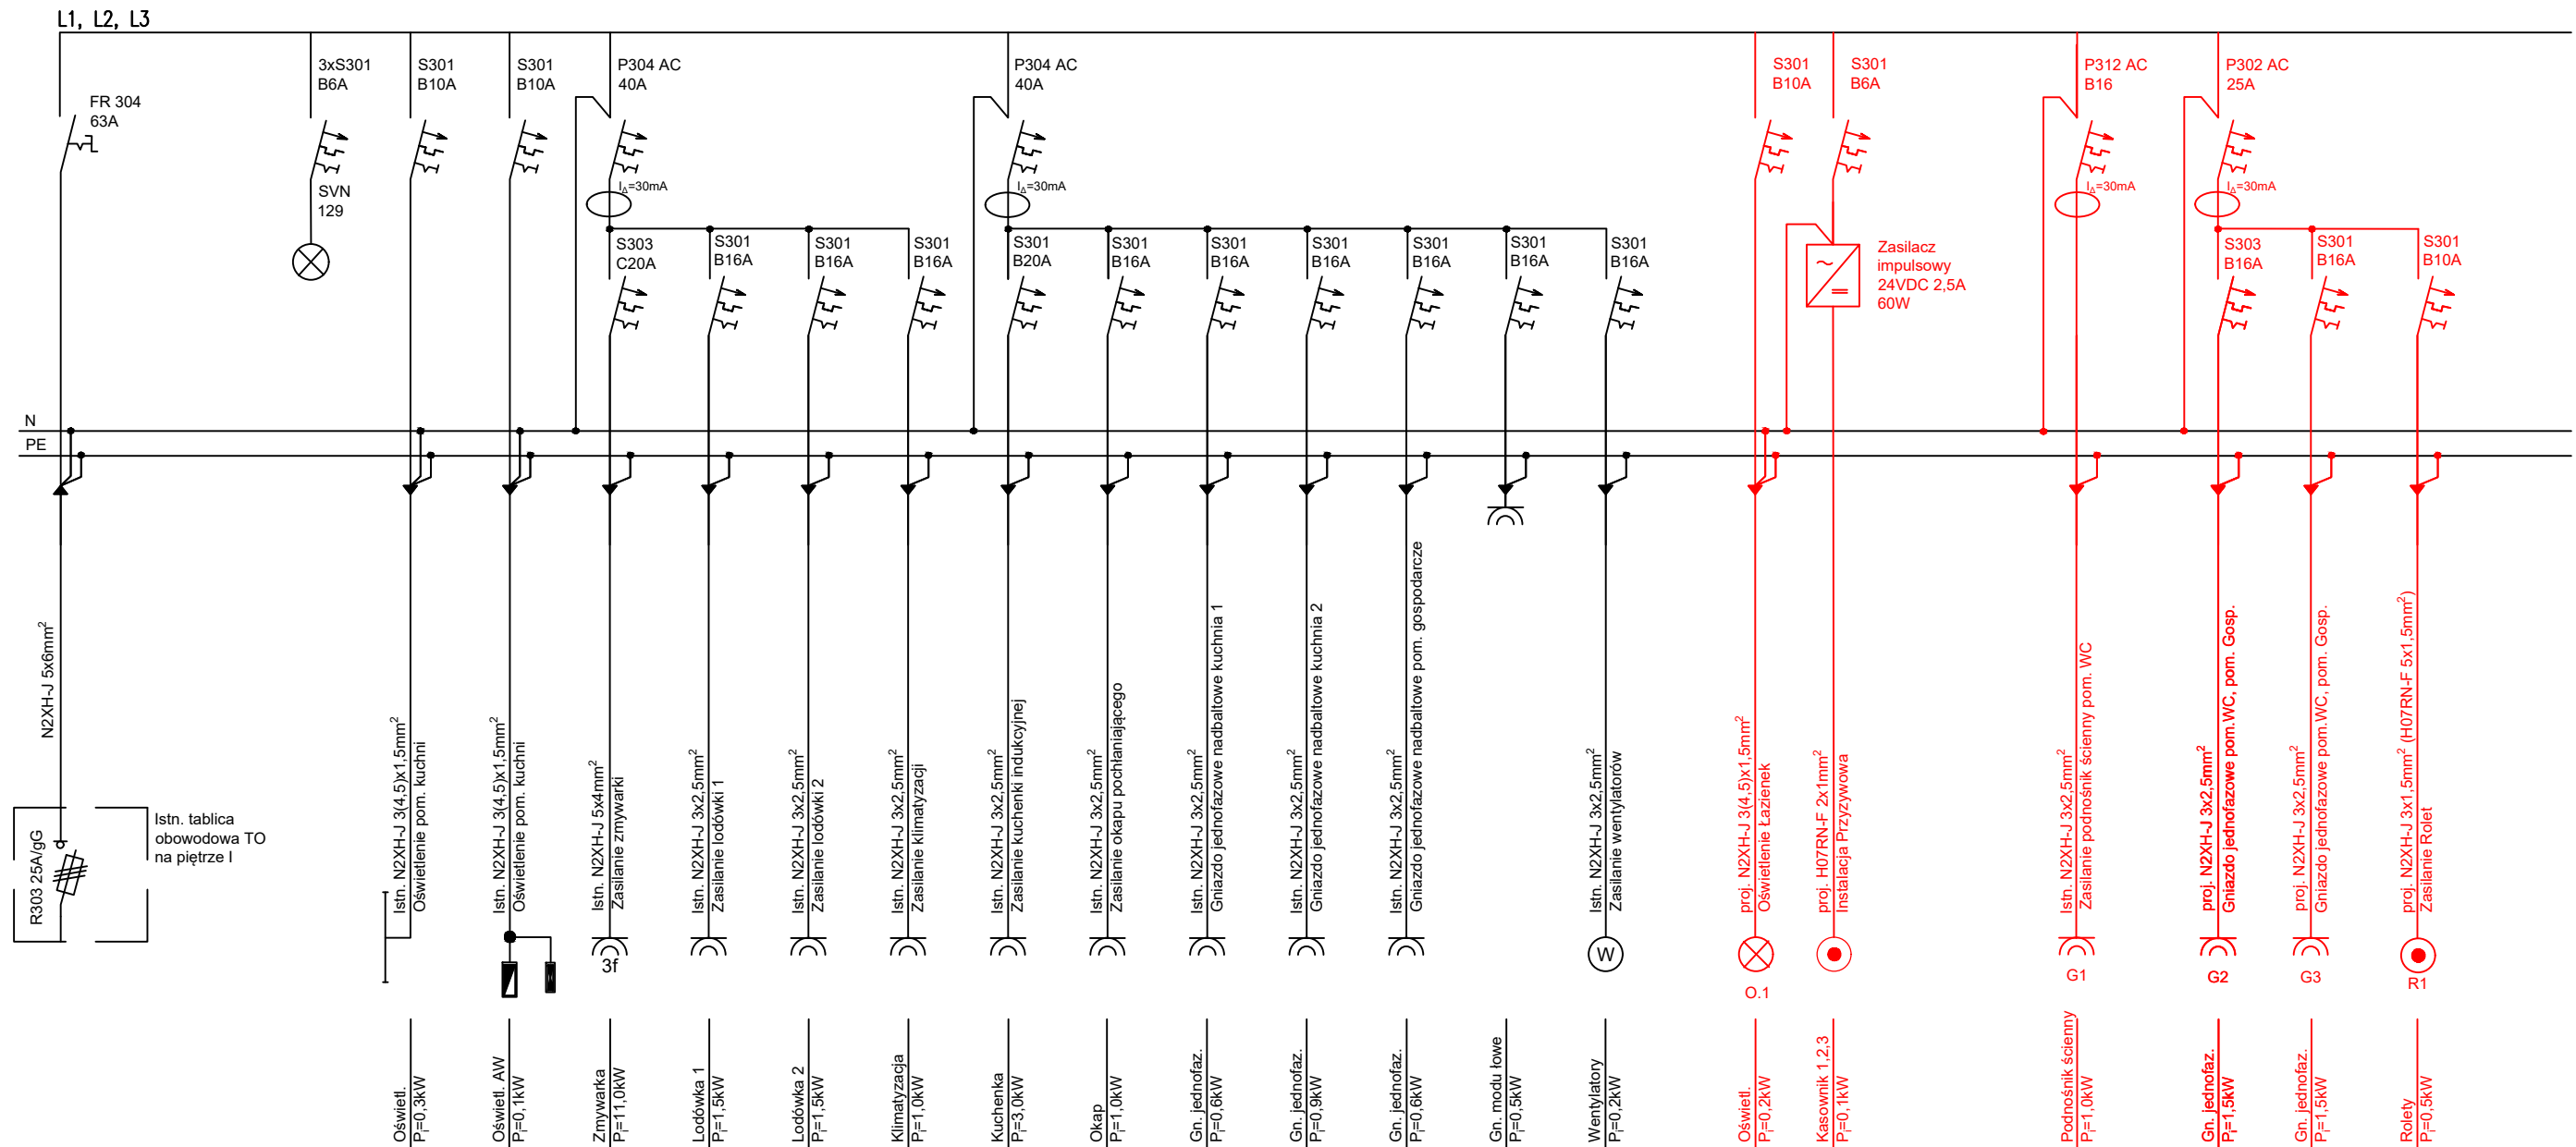 L1, L2, L3
FR 304
63A
3xS301
B6A
SVN
129
S301
B10A
S301
B10A
P304 AC
40A
I∆=30mA
P304 AC
40A
I∆=30mA
S301
B10A
S301
B6A
P312 AC
B16
I∆=30mA
P302 AC
25A
I∆=30mA
S303
C20A
S301
B16A
S301
B16A
S301
B16A
S301
B20A
S301
B16A
S301
B16A
S301
B16A
S301
B16A
S301
B16A
S301
B16A
Zasilacz
impulsowy
24VDC 2,5A
60W
S303
B16A
S301
B16A
S301
B10A
N
PE
N2XH-J 5x6mm²
R303 25A/gG
Istn. tablica
obowodowa TO
na piętrze I
Istn. N2XH-J 3(4,5)x1,5mm²
Oświetlenie pom. kuchni
Istn. N2XH-J 3(4,5)x1,5mm²
Oświetlenie pom. kuchni
Istn. N2XH-J 5x4mm²
Zasilanie zmywarki
Istn. N2XH-J 3x2,5mm²
Zasilanie lodówki 1
Istn. N2XH-J 3x2,5mm²
Zasilanie lodówki 2
Istn. N2XH-J 3x2,5mm²
Zasilanie klimatyzacji
Istn. N2XH-J 3x2,5mm²
Zasilanie kuchenki indukcyjnej
Istn. N2XH-J 3x2,5mm²
Zasilanie okapu pochłaniającego
Istn. N2XH-J 3x2,5mm²
Gniazdo jednofazowe nadbaltowe kuchnia 1
Istn. N2XH-J 3x2,5mm²
Gniazdo jednofazowe nadbaltowe kuchnia 2
Istn. N2XH-J 3x2,5mm²
Gniazdo jednofazowe nadbaltowe pom. gospodarcze
Istn. N2XH-J 3x2,5mm²
Zasilanie wentylatorów
proj. N2XH-J 3(4,5)x1,5mm²
Oświetlenie Łazienek
proj. H07RN-F 2x1mm²
Instalacja Przyzywowa
Istn. N2XH-J 3x2,5mm²
Zasilanie podnośnik ścienny pom. WC
proj. N2XH-J 3x2,5mm²
Gniazdo jednofazowe pom.WC, pom. Gosp.
proj. N2XH-J 3x2,5mm²
Gniazdo jednofazowe pom.WC, pom. Gosp.
proj. N2XH-J 3x1,5mm² (H07RN-F 5x1,5mm²)
Zasilanie Rolet
3f
W
O.1
G1
G2
G3
R1
Oświetl.
Pi=0,3kW
Oświetl. AW
Pi=0,1kW
Zmywarka
Pi=11,0kW
Lodówka 1
Pi=1,5kW
Lodówka 2
Pi=1,5kW
Klimatyzacja
Pi=1,0kW
Kuchenka
Pi=3,0kW
Okap
Pi=1,0kW
Gn. jednofaz.
Pi=0,6kW
Gn. jednofaz.
Pi=0,9kW
Gn. jednofaz.
Pi=0,6kW
Gn. modu łowe
Pi=0,5kW
Wentylatory
Pi=0,2kW
Oświetl.
Pi=0,2kW
Kasownik 1,2,3
Pi=0,1kW
Podnośnik ścienny
Pi=1,0kW
Gn. jednofaz.
Pi=1,5kW
Gn. jednofaz.
Pi=1,5kW
Rolety
Pi=0,5kW